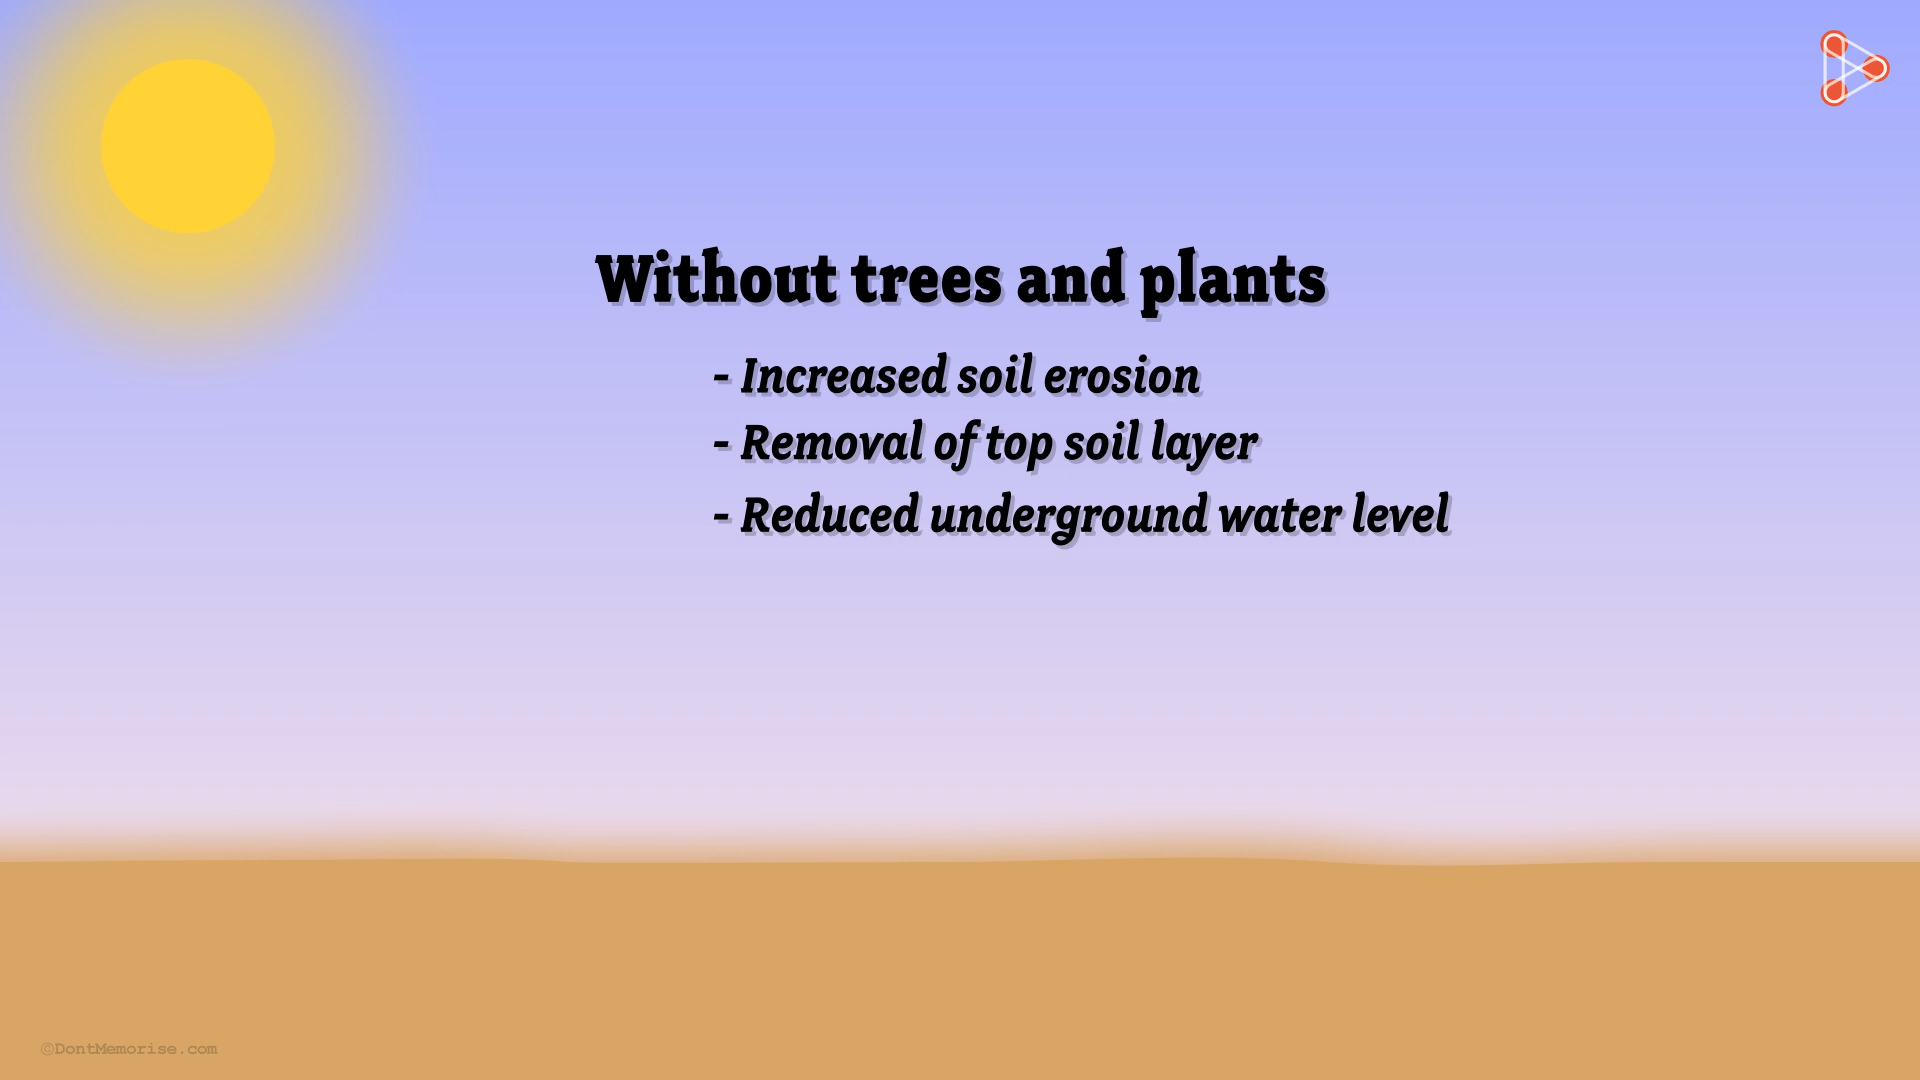 Without trees and plants
- Increased soil erosion
- Removal of top soil layer
- Reduced underground water level
©DontMemorise.com